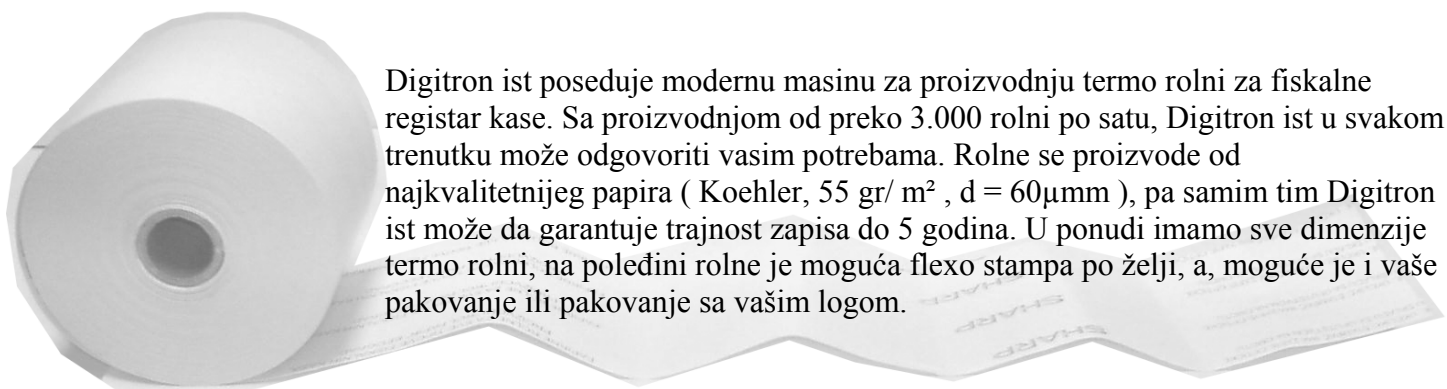 Digitron ist poseduje modernu masinu za proizvodnju termo rolni za fiskalne
registar kase. Sa proizvodnjom od preko 3.000 rolni po satu, Digitron ist u svakom
trenutku može odgovoriti vasim potrebama. Rolne se proizvode od
najkvalitetnijeg papira ( Koehler, 55 gr/ m² , d = 60µmm ), pa samim tim Digitron
ist može da garantuje trajnost zapisa do 5 godina. U ponudi imamo sve dimenzije
termo rolni, na poleđini rolne je moguća flexo stampa po želji, a, moguće je i vaše
pakovanje ili pakovanje sa vašim logom.
SHARP
SHARP
SHARP